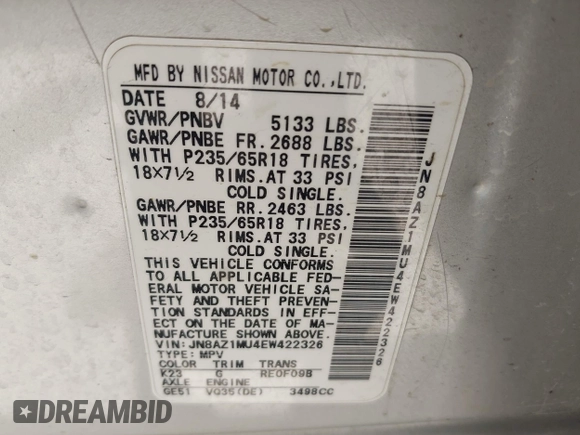 MFD BY NISSAN MOTOR CO.,LTD.
DATE 8/14
GVWR/PNBV 5133 LBS.
GAWR/PNBE FR. 2688 LBS.
WITH P235/65R18 TIRES,
18X7½ RIMS.AT 33 PSI
COLD SINGLE.
GAWR/PNBE RR. 2463 LBS.
WITH P235/65R18 TIRES,
18X7½ RIMS.AT 33 PSI
COLD SINGLE.
THIS VEHICLE CONFORMS
TO ALL APPLICABLE FED-
ERAL MOTOR VEHICLE SA-
FETY AND THEFT PREVEN-
TION STANDARDS IN EFF-
ECT ON THE DATE OF MA-
NUFACTURE SHOWN ABOVE.
VIN: JN8AZ1MU4EW422326
TYPE: MPV
COLOR TRIM TRANS
K23 G RE0F09B
AXLE ENGINE
GE51 VQ35(DE) 3498CC
JN8AZ1MU4EW422326
DREAMBID
dreambid.com